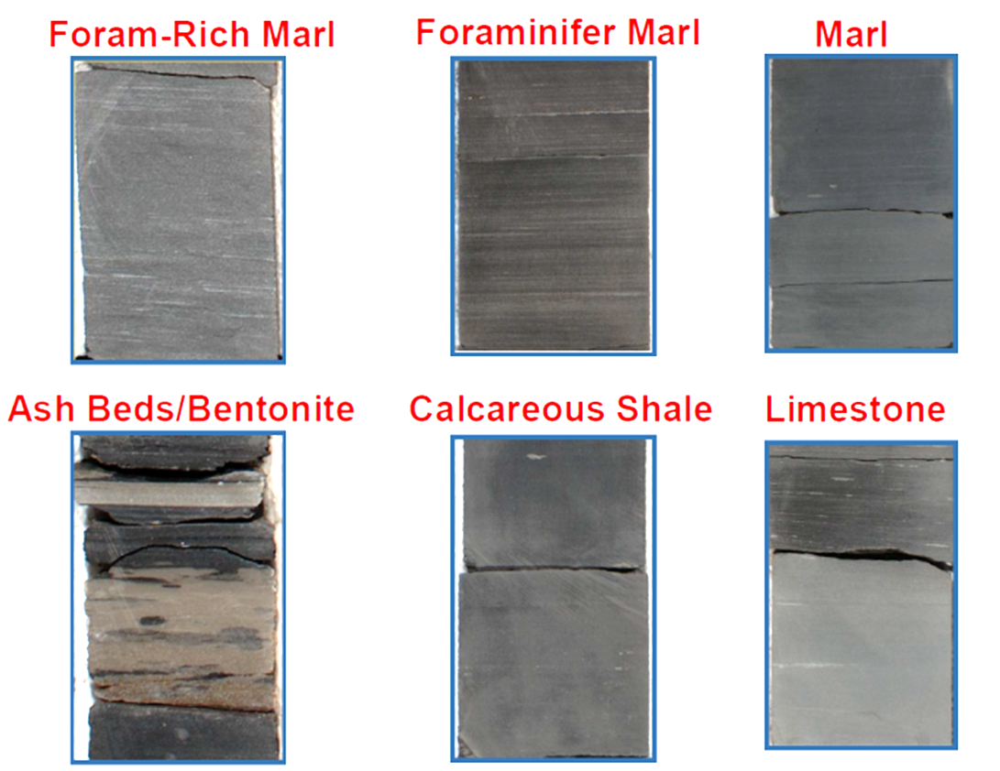 Foram-Rich Marl
Foraminifer Marl
Marl
Ash Beds/Bentonite
Calcareous Shale
Limestone